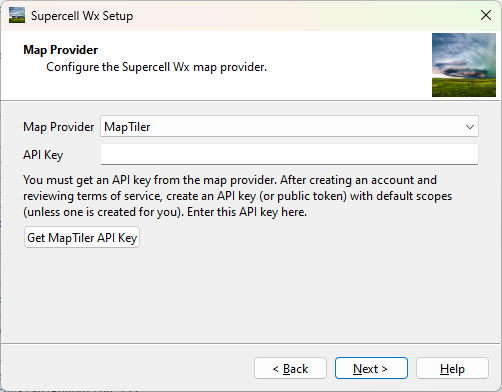 Supercell Wx Setup
Map Provider
Configure the Supercell Wx map provider.
Map Provider MapTiler
API Key
You must get an API key from the map provider. After creating an account and
reviewing terms of service, create an API key (or public token) with default scopes
(unless one is created for you). Enter this API key here.
Get MapTiler API Key
< Back Next > Help